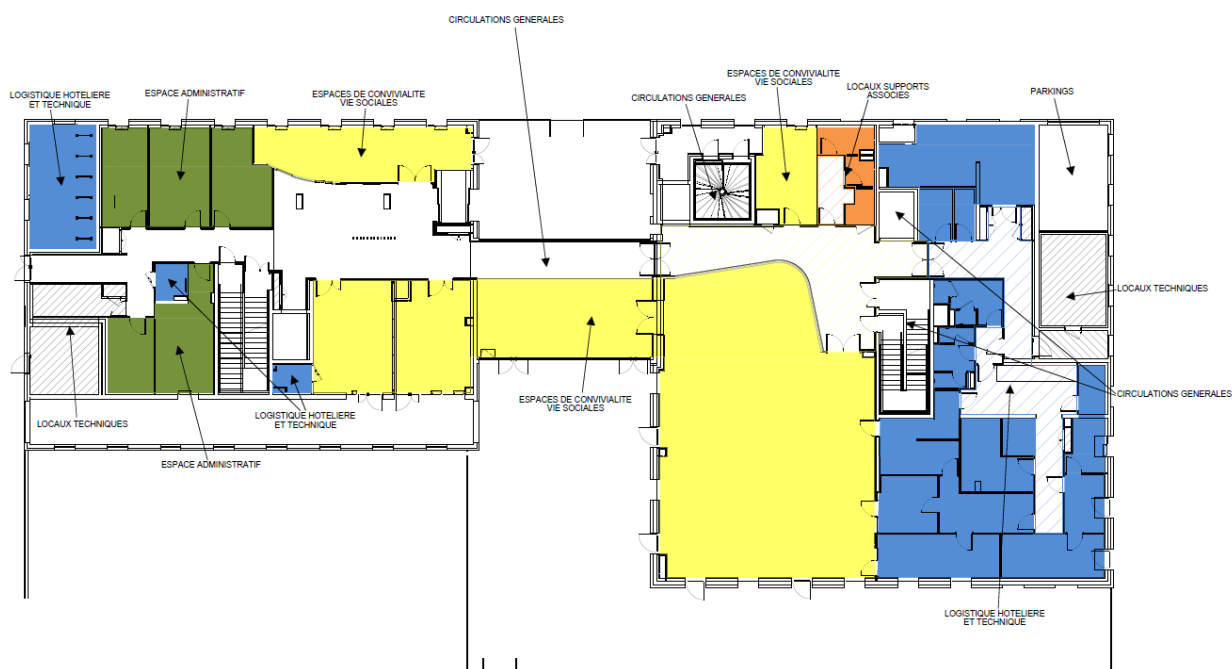 CIRCULATIONS GENERALES
ESPACES DE CONVIVIALITE
VIE SOCIALES
LOCAUX SUPPORTS
ASSOCIES
PARKINGS
LOGISTIQUE HOTELIERE
ET TECHNIQUE
ESPACE ADMINISTRATIF
ESPACES DE CONVIVIALITE
VIE SOCIALES
CIRCULATIONS GENERALES
LOCAUX TECHNIQUES
CIRCULATIONS GENERALES
ESPACES DE CONVIVIALITE
VIE SOCIALES
LOCAUX TECHNIQUES
LOGISTIQUE HOTELIERE
ET TECHNIQUE
ESPACE ADMINISTRATIF
LOGISTIQUE HOTELIERE
ET TECHNIQUE